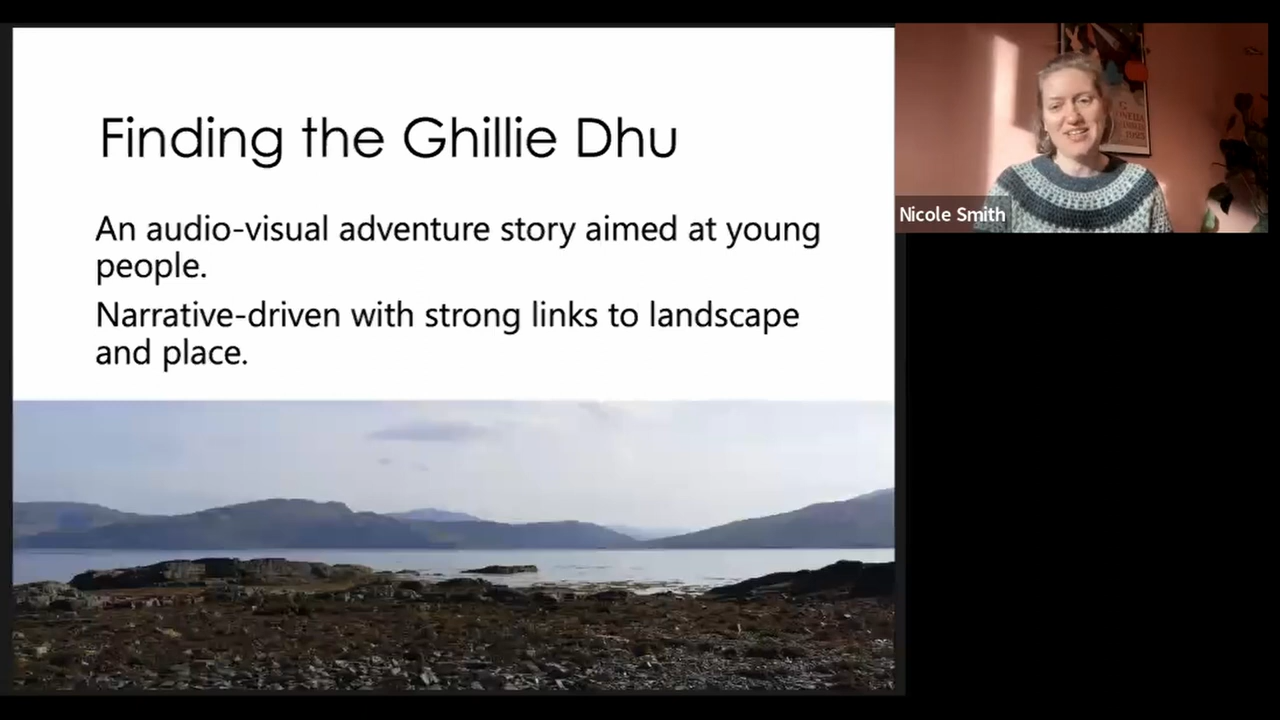 Finding the Ghillie Dhu
An audio-visual adventure story aimed at young
people.
Narrative-driven with strong links to landscape
and place.
Nicole Smith